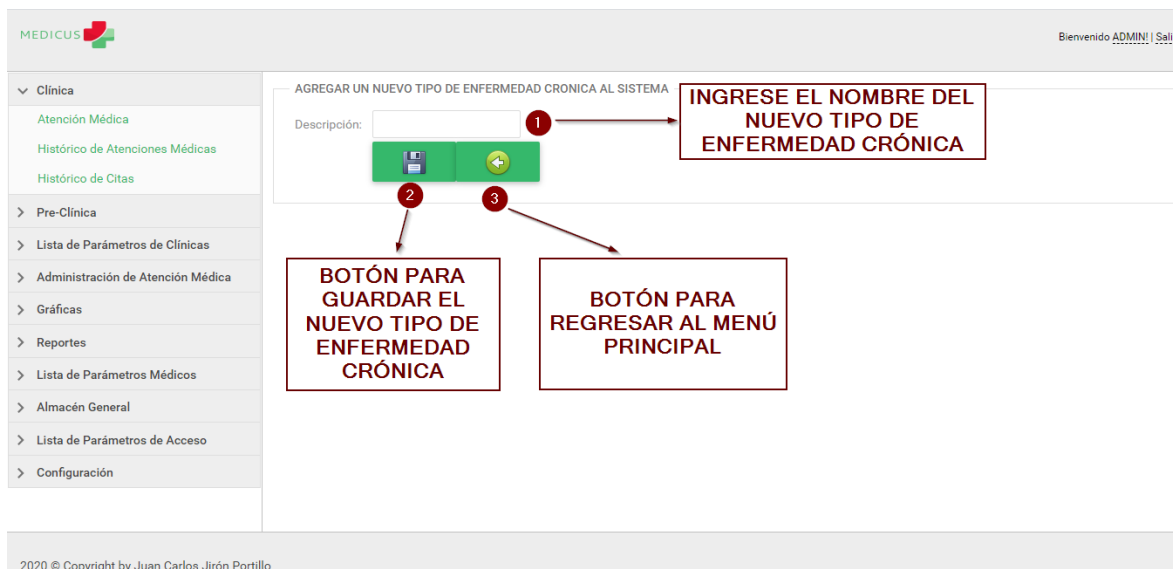 MEDICUS
Bienvenido ADMIN! | Sali
Clínica
Atención Médica
Histórico de Atenciones Médicas
Histórico de Citas
Pre-Clínica
Lista de Parámetros de Clínicas
Administración de Atención Médica
Gráficas
Reportes
Lista de Parámetros Médicos
Almacén General
Lista de Parámetros de Acceso
Configuración
AGREGAR UN NUEVO TIPO DE ENFERMEDAD CRONICA AL SISTEMA
Descripción:
1
INGRESE EL NOMBRE DEL
NUEVO TIPO DE
ENFERMEDAD CRÓNICA
2
3
BOTÓN PARA
GUARDAR EL
NUEVO TIPO DE
ENFERMEDAD
CRÓNICA
BOTÓN PARA
REGRESAR AL MENÚ
PRINCIPAL
2020 © Copyright by Juan Carlos Jirón Portillo